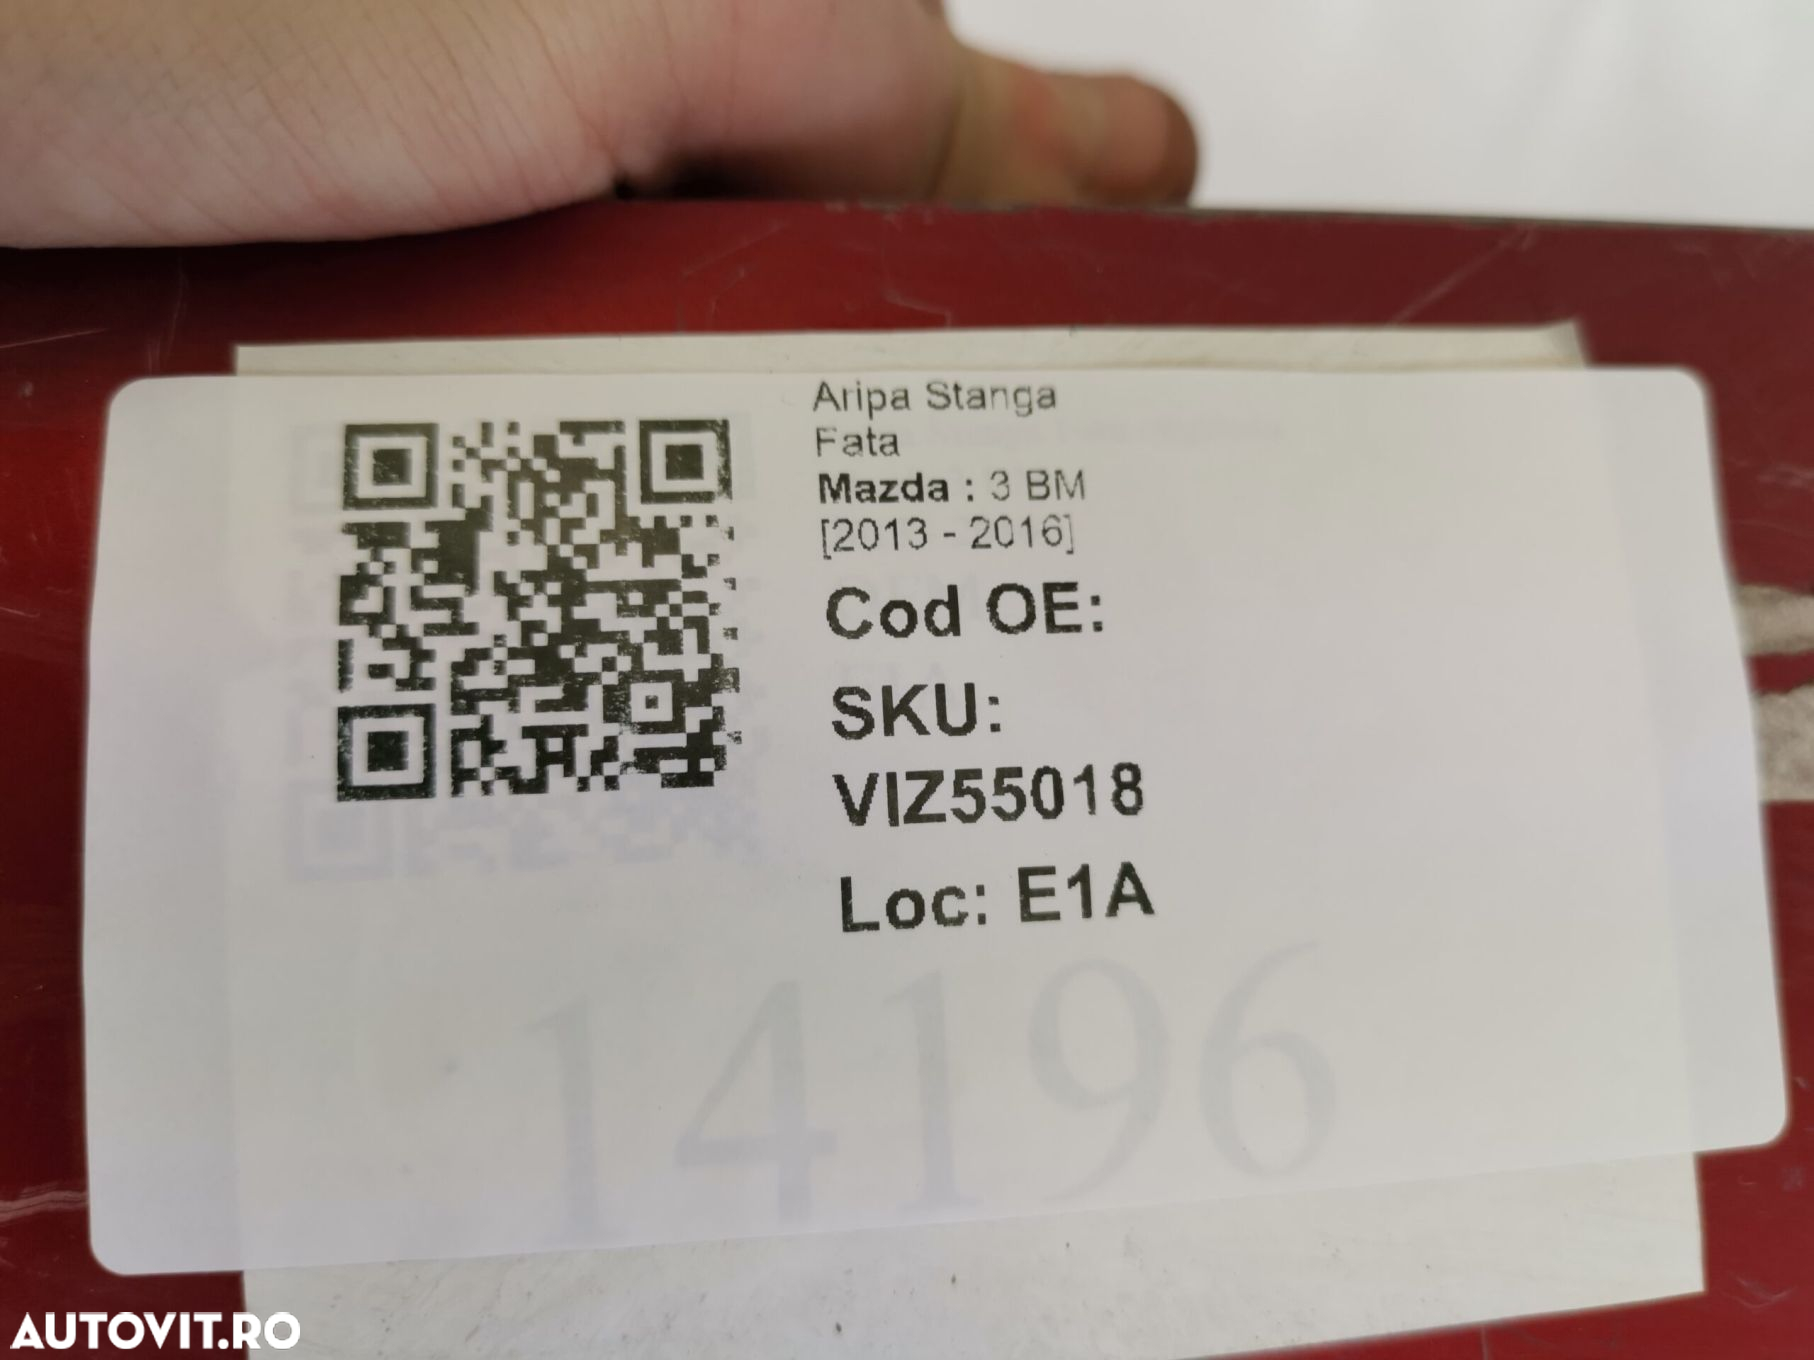 Aripa Stanga
Fata
Mazda : 3 BM
[2013 - 2016]
Cod OE:
SKU:
VIZ55018
Loc: E1A
14196
AUTOVIT.RO